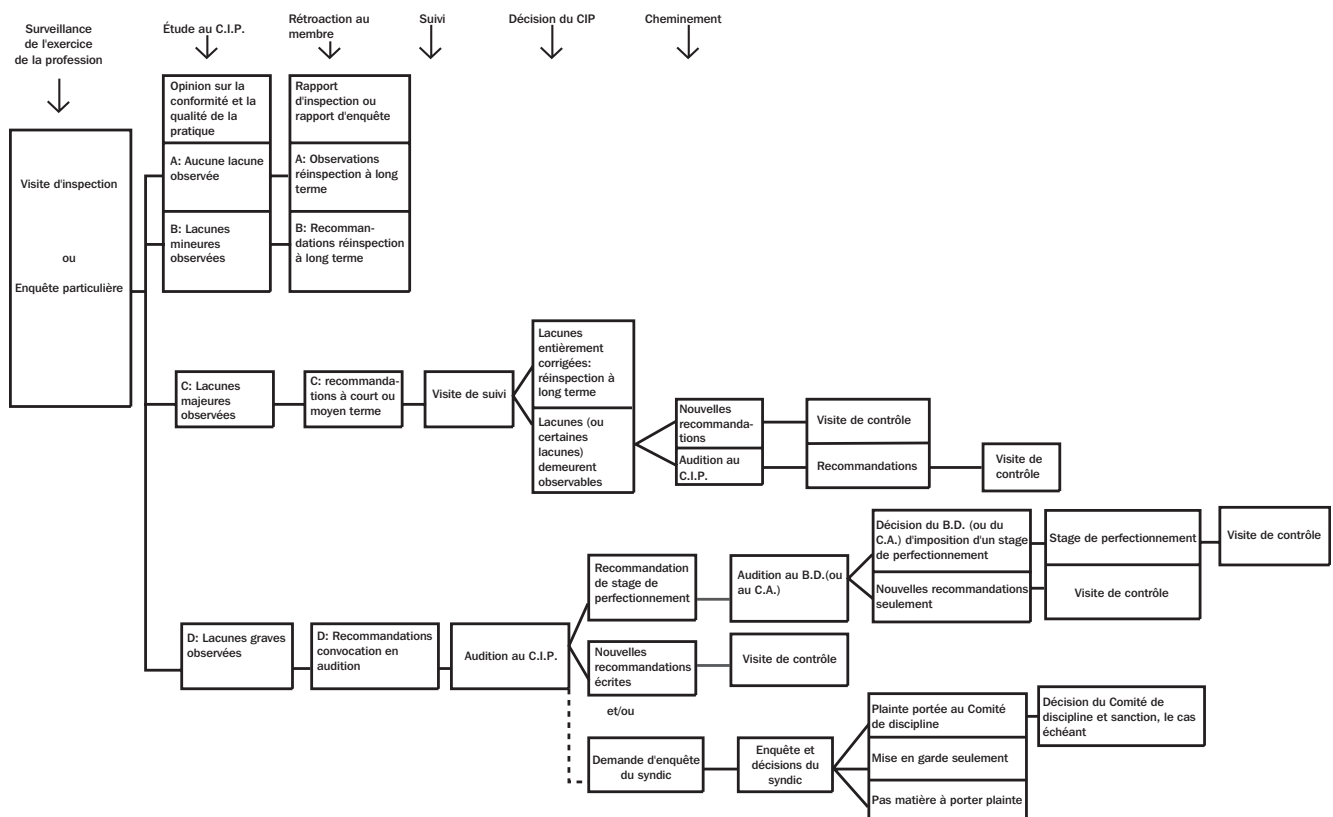 Surveillance
de l'exercice
de la profession
Étude au C.I.P.
Rétroaction au
membre
Suivi
Décision du CIP
Cheminement
Visite d'inspection
ou
Enquête particulière
Opinion sur la
conformité et la
qualité de la
pratique
Rapport
d'inspection ou
rapport d'enquête
A: Aucune lacune
observée
A: Observations
réinspection à long
terme
B: Lacunes
mineures
observées
B: Recomman-
dations réinspection
à long terme
C: Lacunes
majeures
observées
C: recommanda-
tions à court ou
moyen terme
Visite de suivi
Lacunes
entièrement
corrigées:
réinspection à
long terme
Lacunes (ou
certaines
lacunes)
demeurent
observables
Nouvelles
recommanda-
tions
Visite de contrôle
Audition au
C.I.P.
Recommandations
Visite de
contrôle
D: Lacunes graves
observées
D: Recommandations
convocation en
audition
Audition au C.I.P.
Recommandation
de stage de
perfectionnement
Audition au B.D.(ou
au C.A.)
Décision du B.D. (ou du
C.A.) d'imposition d'un stage
de perfectionnement
Stage de perfectionnement
Visite de contrôle
Nouvelles recommandations
seulement
Visite de contrôle
Nouvelles
recommandations
écrites
Visite de contrôle
et/ou
Demande d'enquête
du syndic
Enquête et
décisions du
syndic
Plainte portée au Comité
de discipline
Décision du Comité de
discipline et sanction, le cas
échéant
Mise en garde seulement
Pas matière à porter plainte